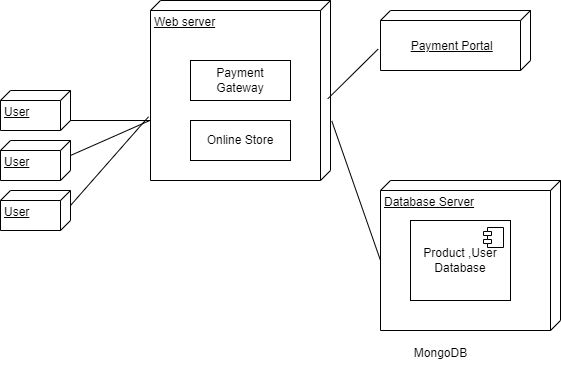 Web server
Payment Portal
Payment
Gateway
User
Online Store
User
User
Database Server
Product ,User
Database
MongoDB